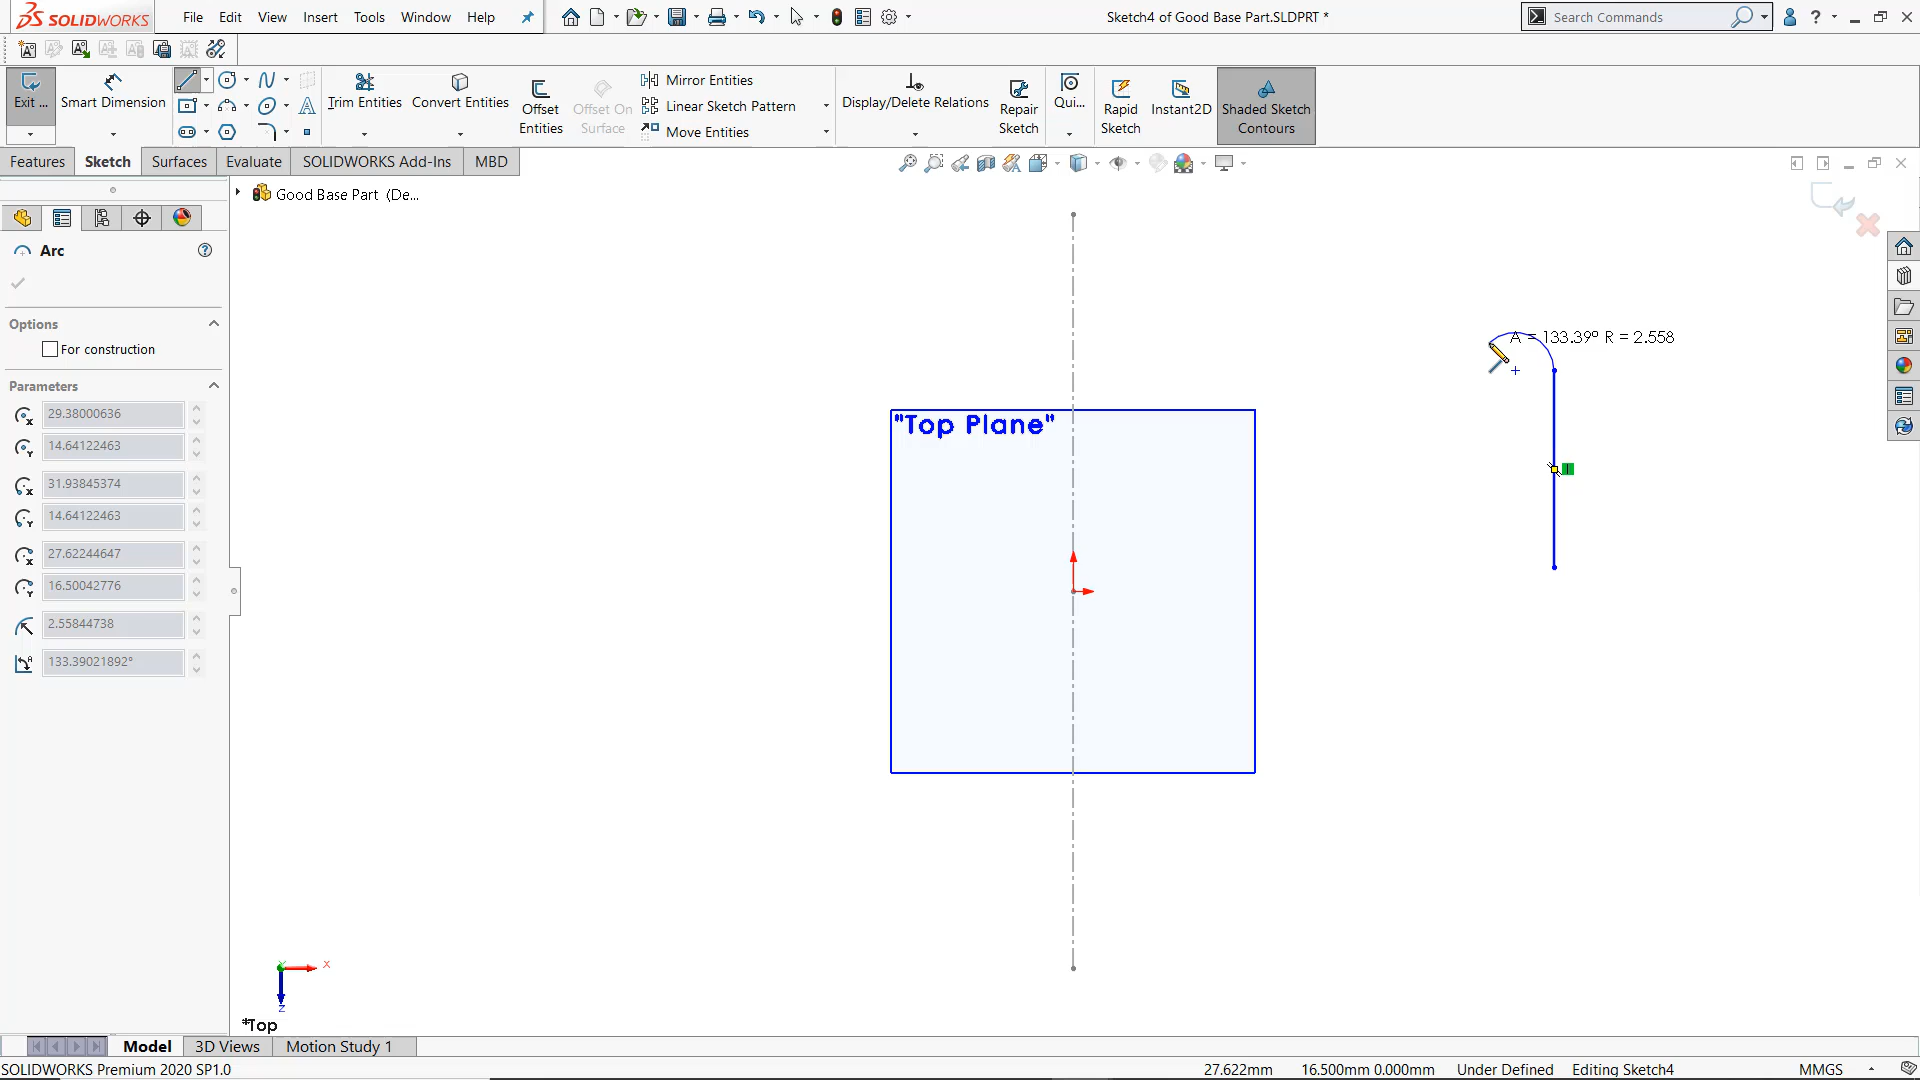 SOLIDWORKS File Edit View Insert Tools Window Help Sketch4 of Good Base Part.SLDPRT * Search Commands ?
Exit ... Smart Dimension Trim Entities Convert Entities Offset Entities Offset On Surface Mirror Entities Linear Sketch Pattern Move Entities Display/Delete Relations Repair Sketch Qui... Rapid Sketch Instant2D Shaded Sketch Contours
Features Sketch Surfaces Evaluate SOLIDWORKS Add-Ins MBD
Good Base Part (De...
Arc
Options
For construction
Parameters
29.38000636
14.64122463
31.93845374
14.64122463
27.62244647
16.50042776
2.55844738
133.39021892°
A = 133.39° R = 2.558
"Top Plane"
Y X
Z
*Top
Model 3D Views Motion Study 1
SOLIDWORKS Premium 2020 SP1.0 27.622mm 16.500mm 0.000mm Under Defined Editing Sketch4 MMGS